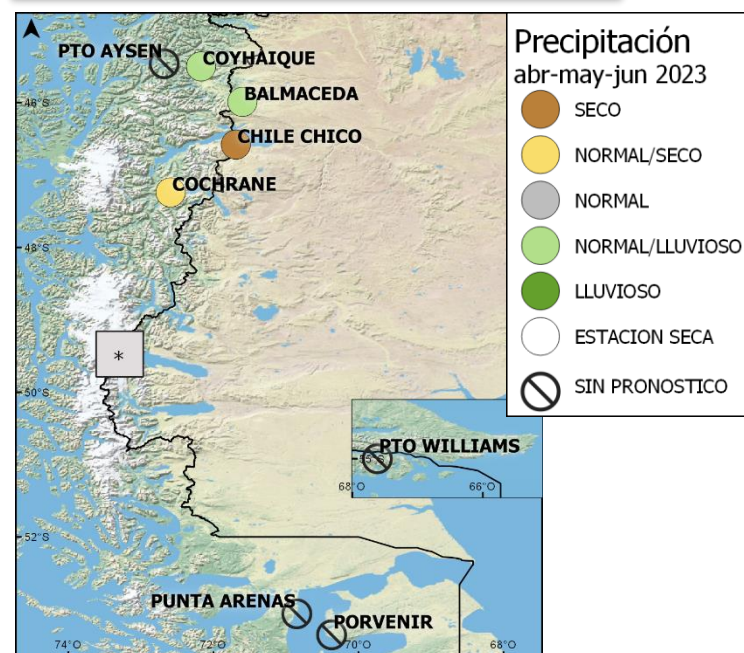 Precipitación
abr-may-jun 2023
SECO
NORMAL/SECO
NORMAL
NORMAL/LLUVIOSO
LLUVIOSO
ESTACION SECA
SIN PRONOSTICO
PTO AYSEN
COYHAIQUE
46°S
BALMACEDA
CHILE CHICO
COCHRANE
48°S
*
50°S
PTO WILLIAMS
55°S
68°O 66°O
52°S
PUNTA ARENAS
PORVENIR
74°O 72°O 70°O 68°O